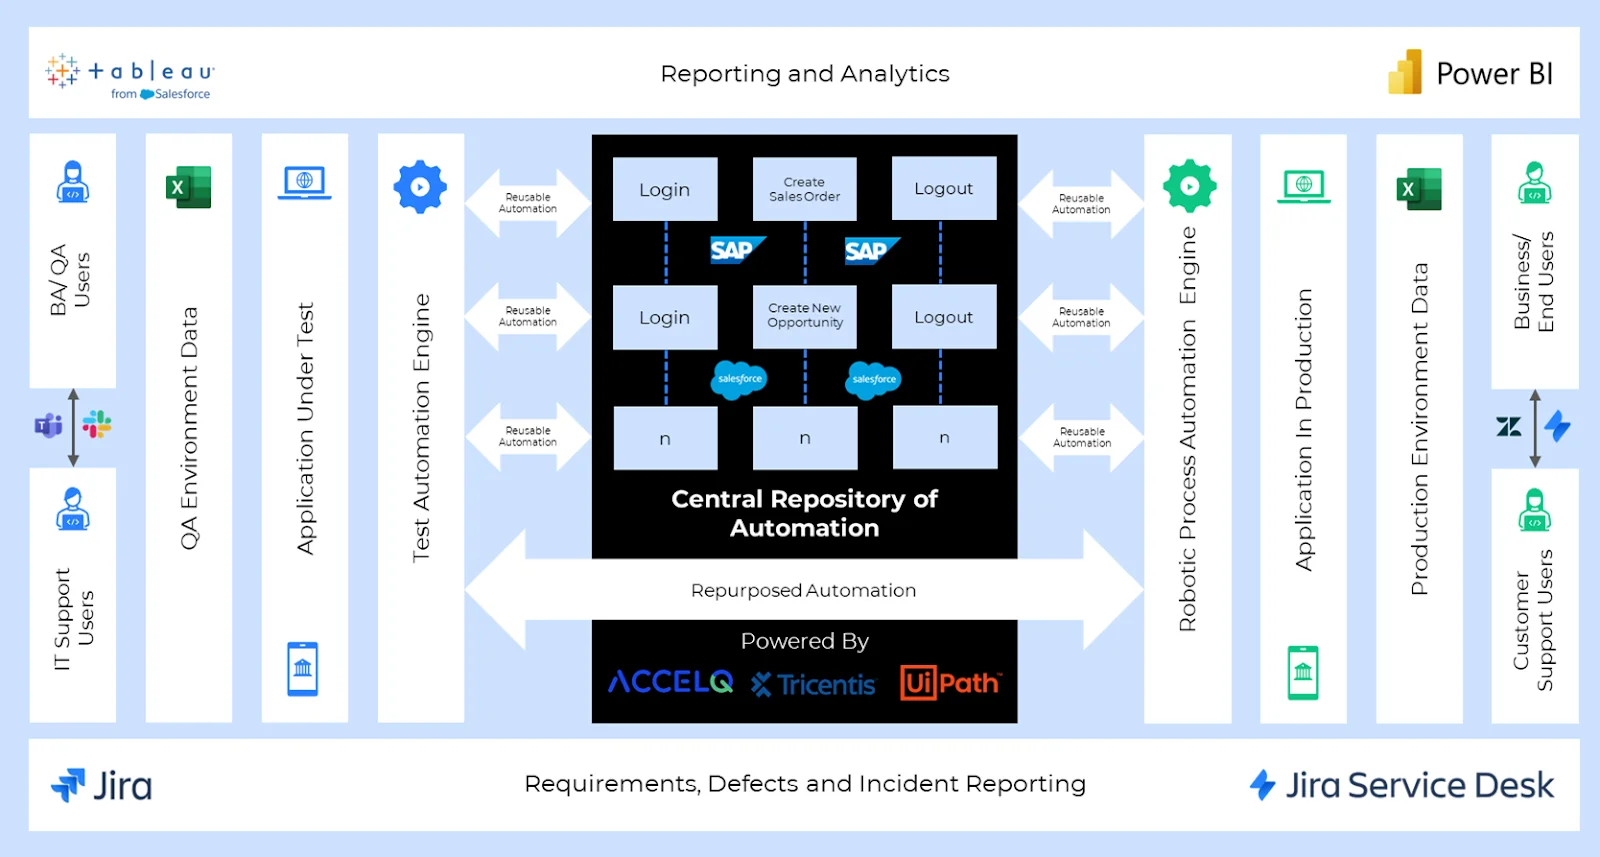 +ableau
from Salesforce
Reporting and Analytics
Power BI
BA/ QA
Users
IT Support
Users
X
QA Environment Data
Application Under Test
Test Automation Engine
Reusable
Automation
Reusable
Automation
Reusable
Automation
Login
Create
Sales Order
Logout
SAP
SAP
Login
Create New
Opportunity
Logout
salesforce
salesforce
n
n
n
Central Repository of
Automation
Repurposed Automation
Powered By
ACCELQ
Tricentis
UiPath™
Reusable
Automation
Reusable
Automation
Reusable
Automation
Robotic Process Automation Engine
Application In Production
X
Production Environment Data
Business/
End Users
Customer
Support Users
T
Jira
Requirements, Defects and Incident Reporting
Jira Service Desk